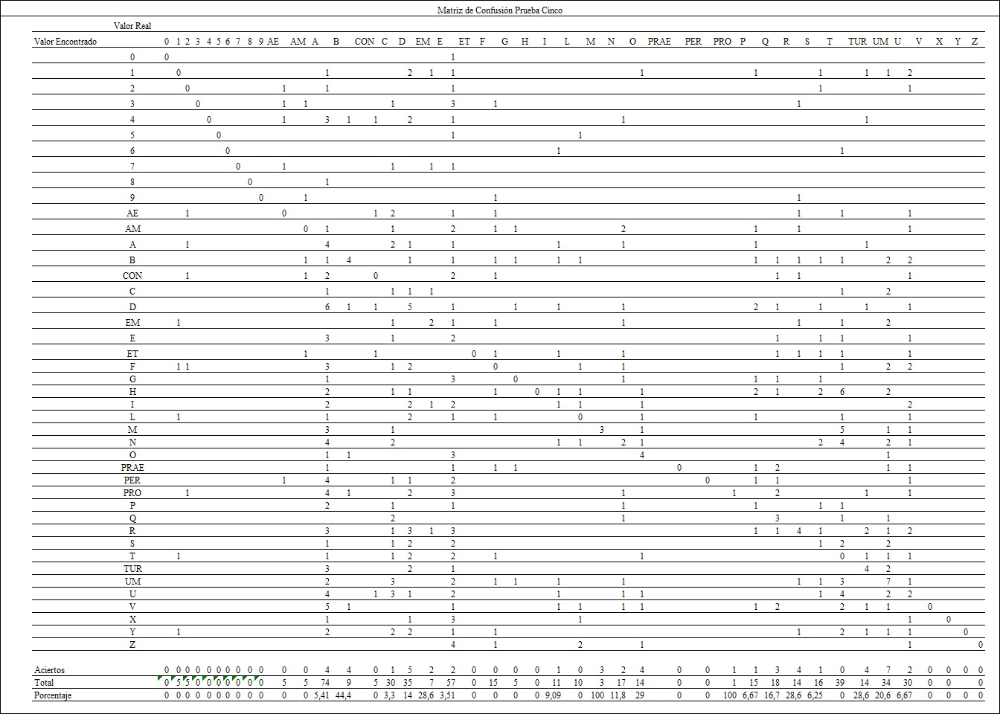 Matriz de Confusión Prueba Cinco
Valor Real
Valor Encontrado 0 1 2 3 4 5 6 7 8 9 AE AM A B CON C D EM E ET F G H I L M N O PRAE PER PRO P Q R S T TUR UM U V X Y Z
0 0 1
1 0 1 2 1 1 1 1 1 1 1 2
2 0 1 1 1 1 1
3 0 1 1 1 3 1 1
4 0 1 3 1 1 2 1 1 1
5 0 1 1
6 0 1 1
7 0 1 1 1 1
8 0 1
9 0 1 1 1
AE 1 0 1 2 1 1 1 1 1
AM 0 1 1 2 1 1 2 1 1 1
A 1 4 2 1 1 1 1 1 1
B 1 1 4 1 1 1 1 1 1 1 1 1 1 1 2 2
CON 1 1 2 0 2 1 1 1 1
C 1 1 1 1 1 2
D 6 1 1 5 1 1 1 1 2 1 1 1 1
EM 1 1 2 1 1 1 1 1 2
E 3 1 2 1 1 1 1
ET 1 1 0 1 1 1 1 1 1 1 1
F 1 1 3 1 2 0 1 1 1 2 2
G 1 3 0 1 1 1 1
H 2 1 1 1 0 1 1 1 2 1 2 6 2
I 2 2 1 2 1 1 1 2
L 1 1 2 1 1 0 1 1 1 1
M 3 1 3 1 5 1 1
N 4 2 1 1 2 1 2 4 2 1
O 1 1 3 4 1
PRAE 1 1 1 1 0 1 2 1 1
PER 1 4 1 1 2 0 1 1 1
PRO 1 4 1 2 3 1 1 2 1 1
P 2 1 1 1 1 1 1
Q 2 1 3 1 1
R 3 1 3 1 3 1 1 4 1 2 1 2
S 1 1 2 2 1 2 2
T 1 1 1 2 2 1 1 0 1 1 1
TUR 3 2 1 4 2
UM 2 3 2 1 1 1 1 1 1 3 7 1
U 4 1 3 1 2 1 1 1 1 4 2 2
V 5 1 1 1 1 1 1 1 2 2 1 1 0
X 1 1 3 1 1 0
Y 1 2 2 2 1 1 1 2 1 1 1 0
Z 4 1 2 1 1 0
Aciertos 0 0 0 0 0 0 0 0 0 0 0 0 4 4 0 1 5 2 2 0 0 0 0 1 0 3 2 4 0 0 1 1 3 4 1 0 4 7 2 0 0 0 0
Total 0 5 5 0 0 0 0 0 0 0 5 5 74 9 5 30 35 7 57 0 15 5 0 11 10 3 17 14 0 0 1 15 18 14 16 39 14 34 30 0 0 0
Porcentaje 0 0 0 0 0 0 0 0 0 0 0 0 5,41 44,4 0 3,3 14 28,6 3,51 0 0 0 0 9,09 0 100 11,8 29 0 0 100 6,67 16,7 28,6 6,25 0 28,6 20,6 6,67 0 0 0 0